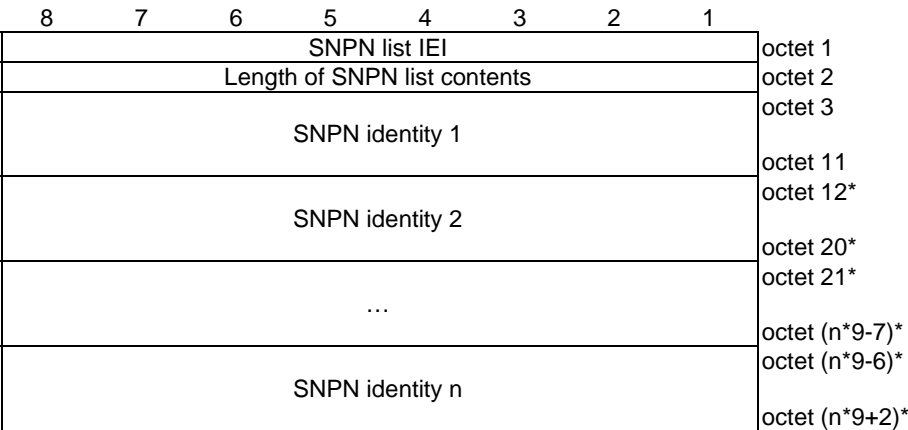 8 7 6 5 4 3 2 1
SNPN list IEI octet 1
Length of SNPN list contents octet 2
octet 3
SNPN identity 1
octet 11
octet 12*
SNPN identity 2
octet 20*
octet 21*
…
octet (n*9-7)*
octet (n*9-6)*
SNPN identity n
octet (n*9+2)*